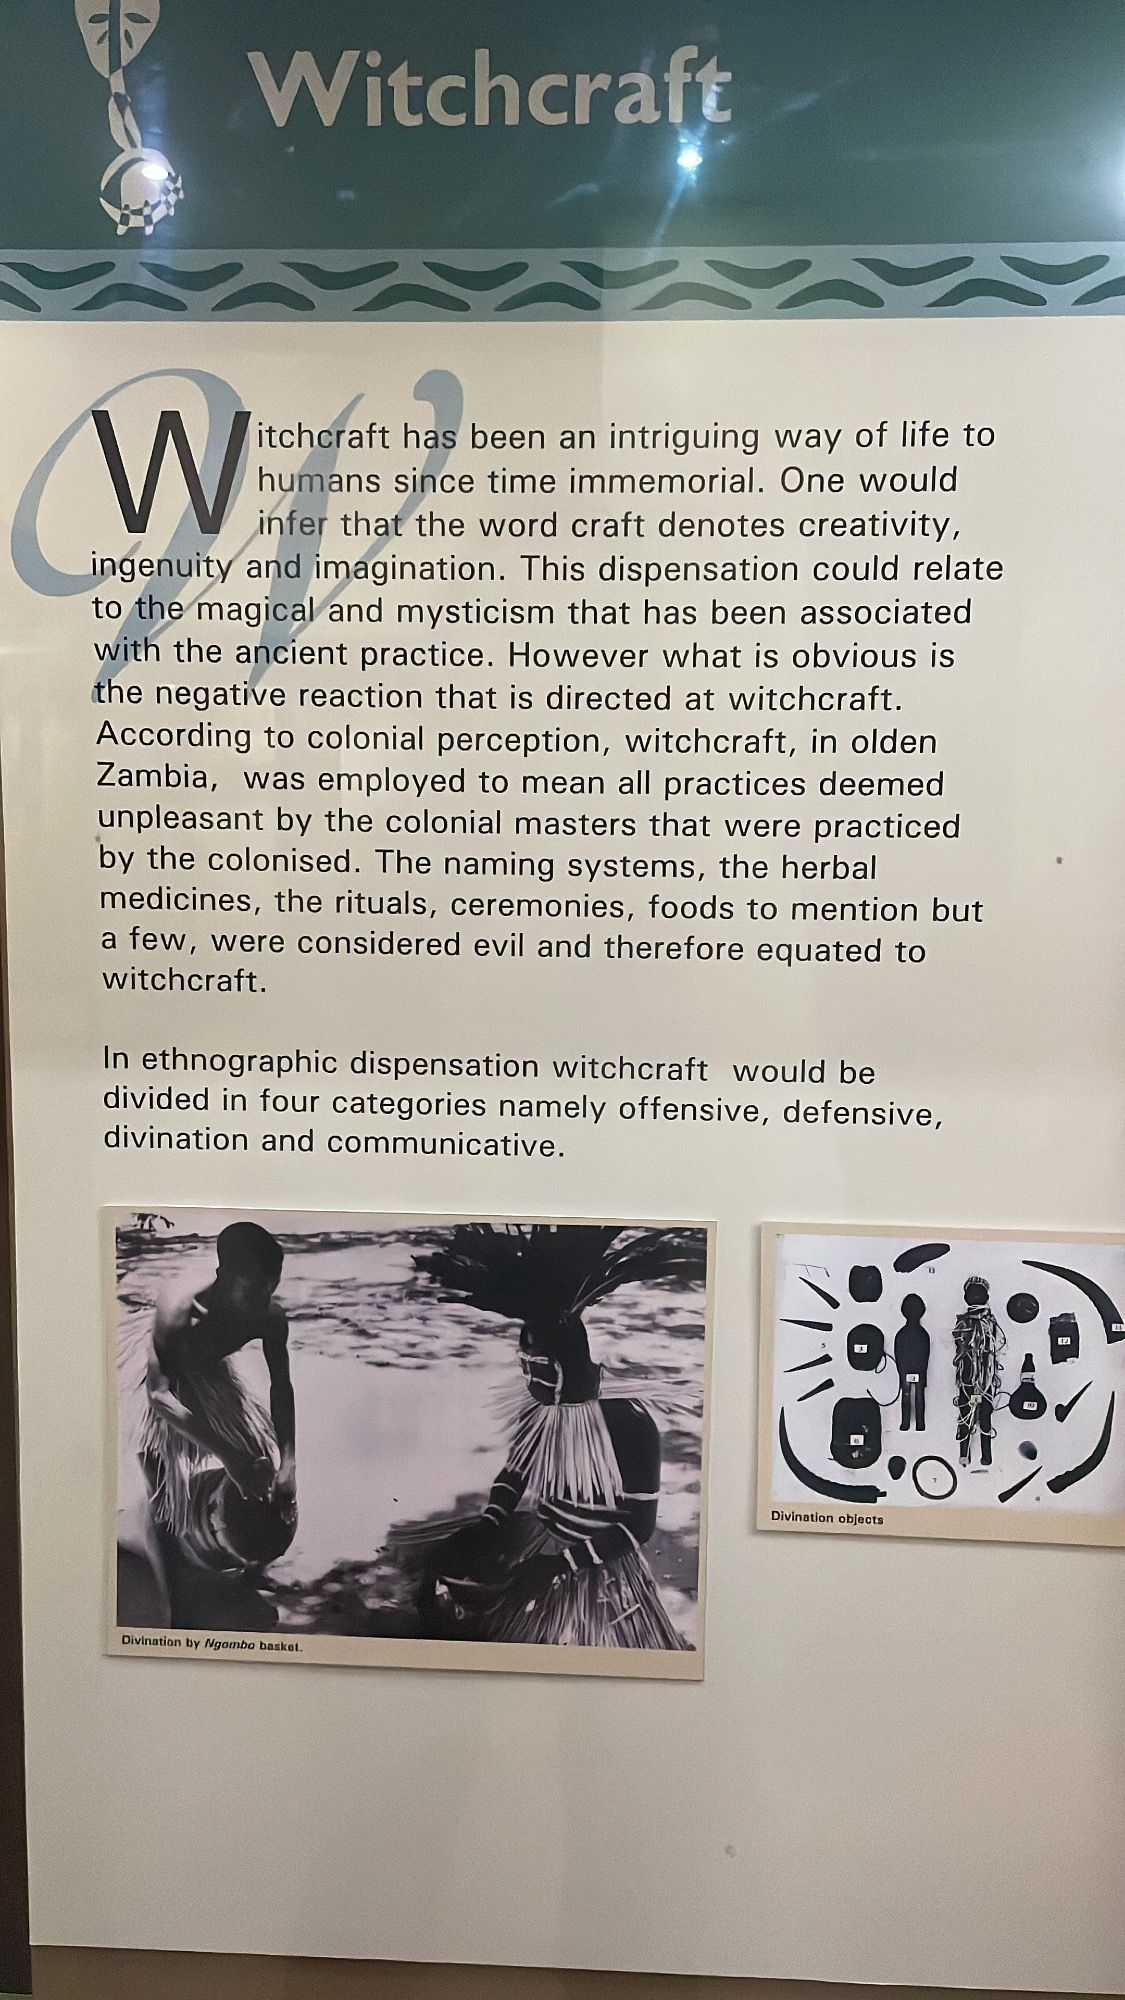 Witchcraft
Witchcraft has been an intriguing way of life to
humans since time immemorial. One would
infer that the word craft denotes creativity,
ingenuity and imagination. This dispensation could relate
to the magical and mysticism that has been associated
with the ancient practice. However what is obvious is
the negative reaction that is directed at witchcraft.
According to colonial perception, witchcraft, in olden
Zambia, was employed to mean all practices deemed
unpleasant by the colonial masters that were practiced
by the colonised. The naming systems, the herbal
medicines, the rituals, ceremonies, foods to mention but
a few, were considered evil and therefore equated to
witchcraft.
In ethnographic dispensation witchcraft would be
divided in four categories namely offensive, defensive,
divination and communicative.
Divination by Ngombo basket.
Divination objects